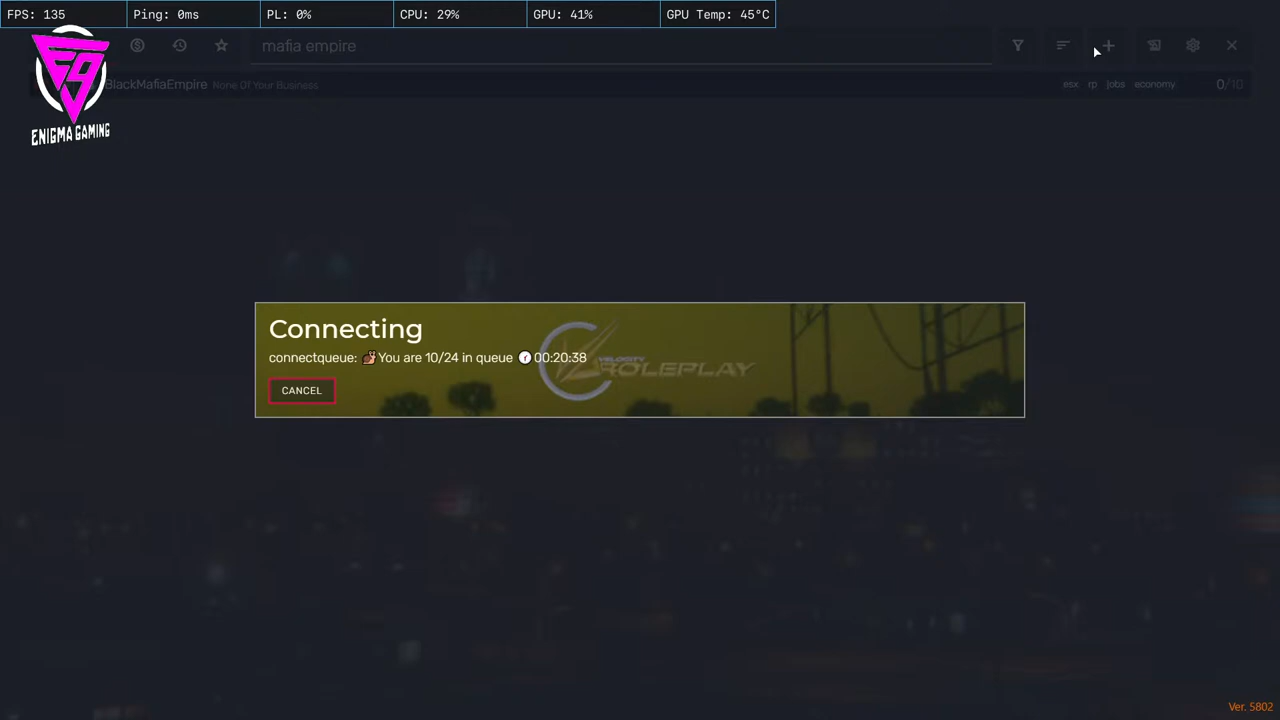 FPS: 135 Ping: 0ms PL: 0% CPU: 29% GPU: 41% GPU Temp: 45°C
mafia empire
BlackMafiaEmpire None Of Your Business esx rp jobs economy 0/10
EG
ENIGMA GAMING
Connecting
connectqueue: 🐌You are 10/24 in queue 🕐00:20:38
VELOCITY
ROLEPLAY
CANCEL
Ver. 5802